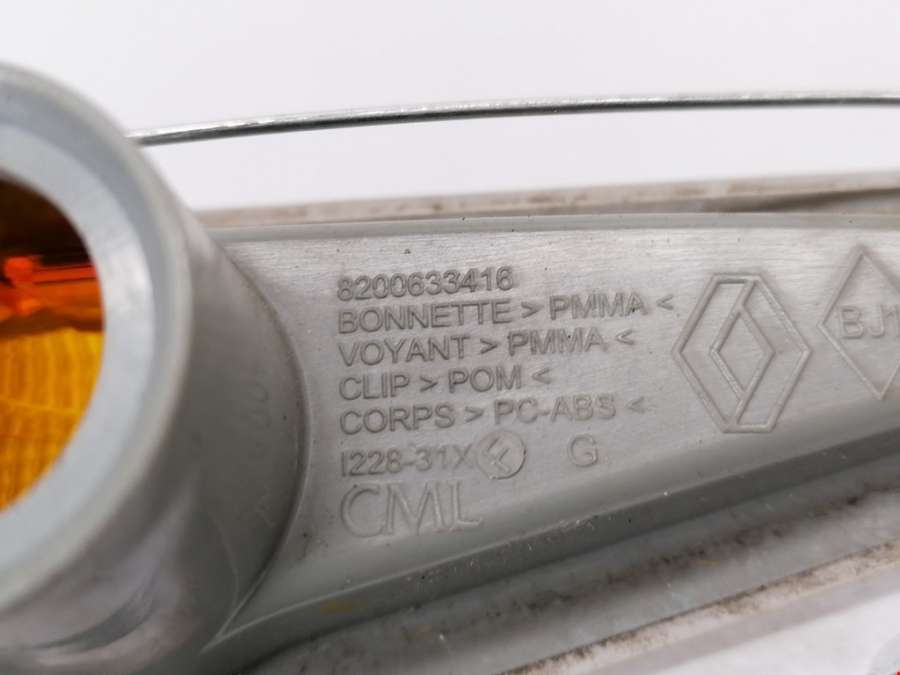 8200633416
BONNETTE > PMMA <
VOYANT > PMMA <
CLIP > POM <
CORPS > PC-ABS <
I228-31X G
CML